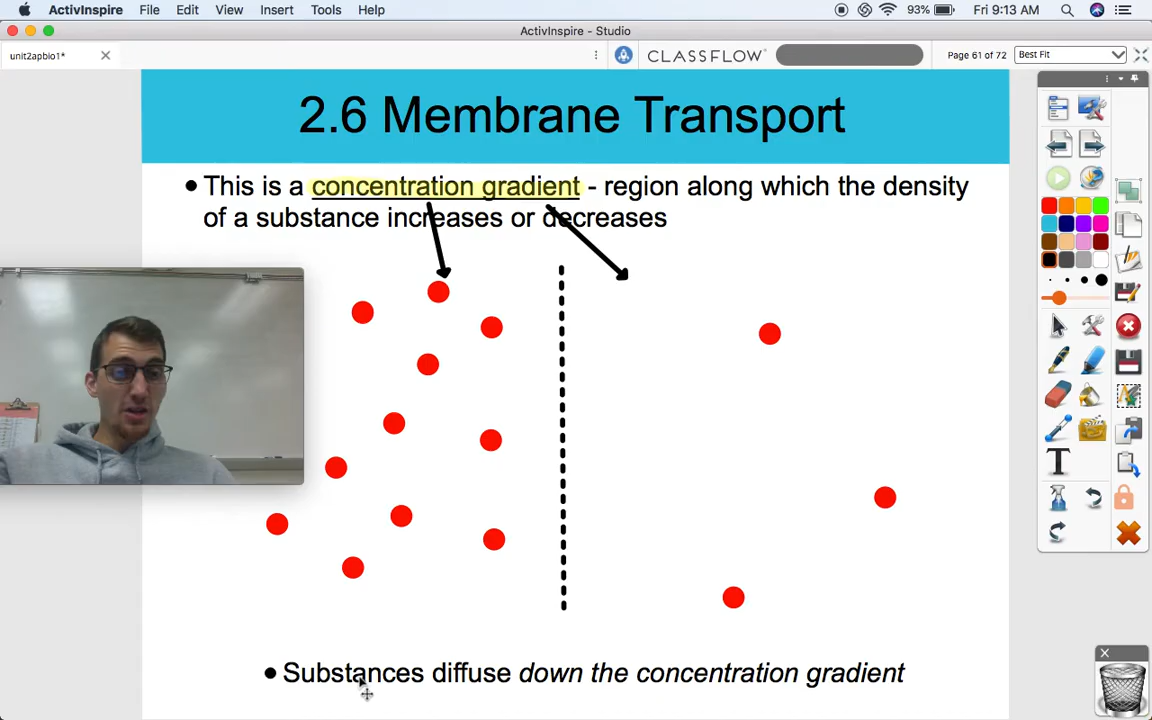 ActivInspire File Edit View Insert Tools Help 93% Fri 9:13 AM
ActivInspire - Studio
unit2apbio1* CLASSFLOW Page 61 of 72 Best Fit
2.6 Membrane Transport
● This is a concentration gradient - region along which the density
of a substance increases or decreases
● Substances diffuse down the concentration gradient
T